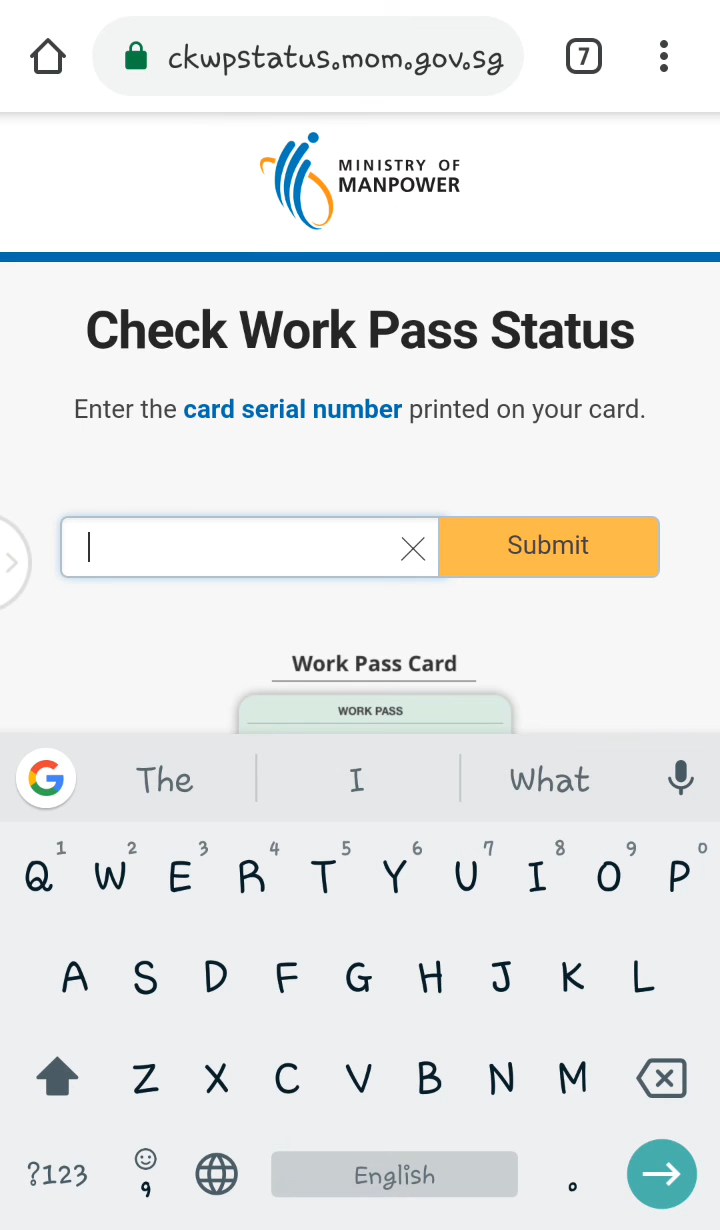 ckwpstatus.mom.gov.sg 7
MINISTRY OF
MANPOWER
Check Work Pass Status
Enter the card serial number printed on your card.
Submit
Work Pass Card
WORK PASS
The I What
1 2 3 4 5 6 7 8 9 0
Q W E R T Y U I O P
A S D F G H J K L
Z X C V B N M
?123 , English .